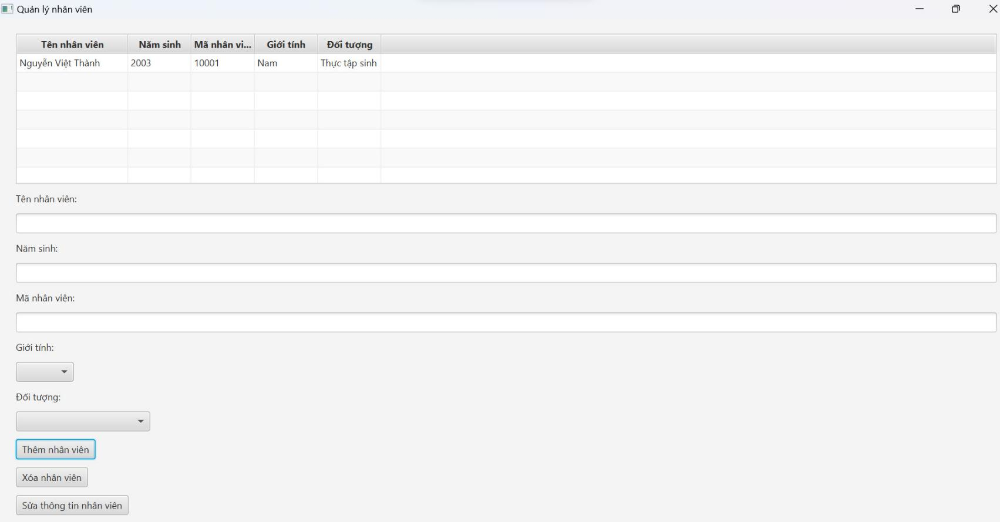 Quản lý nhân viên
Tên nhân viên Năm sinh Mã nhân vi... Giới tính Đối tượng
Nguyễn Việt Thành 2003 10001 Nam Thực tập sinh
Tên nhân viên:
Năm sinh:
Mã nhân viên:
Giới tính:
Đối tượng:
Thêm nhân viên
Xóa nhân viên
Sửa thông tin nhân viên